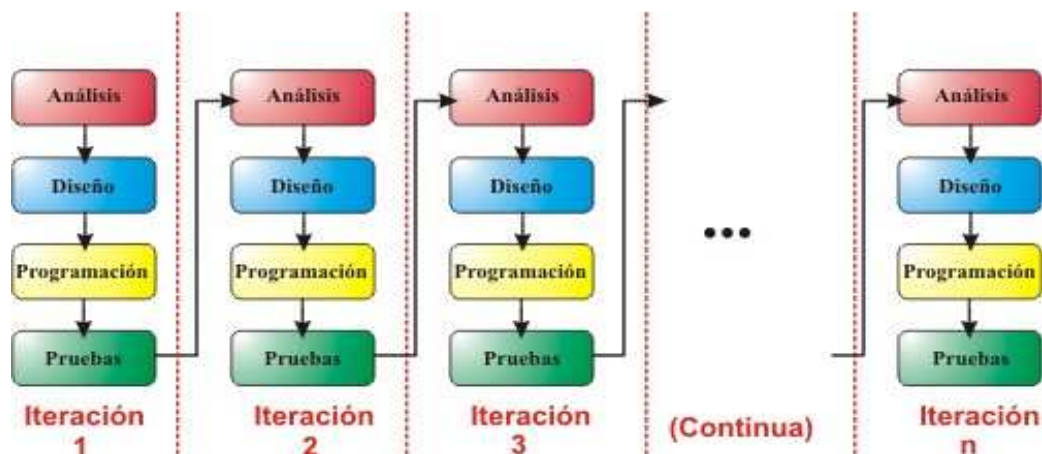 Análisis
Diseño
Programación
Pruebas
Iteración
1
Análisis
Diseño
Programación
Pruebas
Iteración
2
Análisis
Diseño
Programación
Pruebas
Iteración
3
...
(Continua)
Análisis
Diseño
Programación
Pruebas
Iteración
n